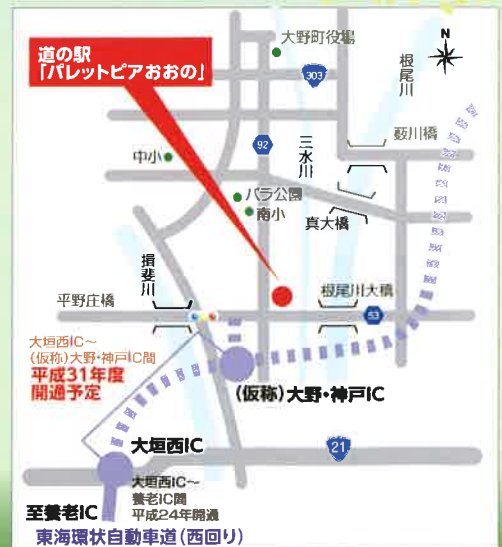 道の駅
「パレットピアおおの」
大野町役場
303
根尾川
N
92
三水川
薮川橋
中小
バラ公園
南小
真大橋
揖斐川
平野庄橋
根尾川大橋
53
大垣西IC~
(仮称)大野・神戸IC間
平成31年度
開通予定
(仮称)大野・神戸IC
大垣西IC
21
大垣西IC~
養老IC間
平成24年開通
至養老IC
東海環状自動車道(西回り)